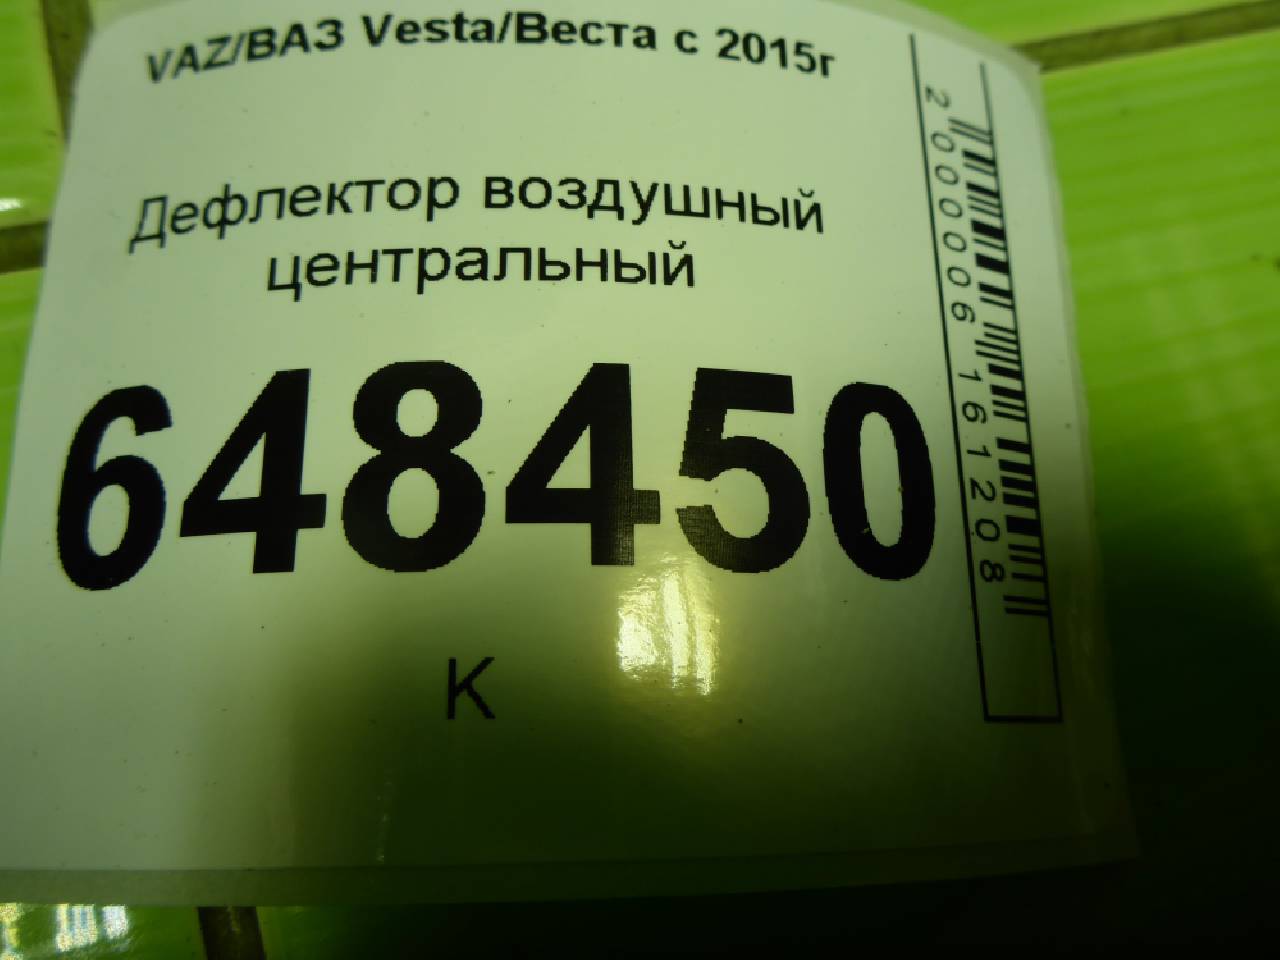 VAZ/ВАЗ Vesta/Веста с 2015г
Дефлектор воздушный
центральный
648450
К
2000006161208